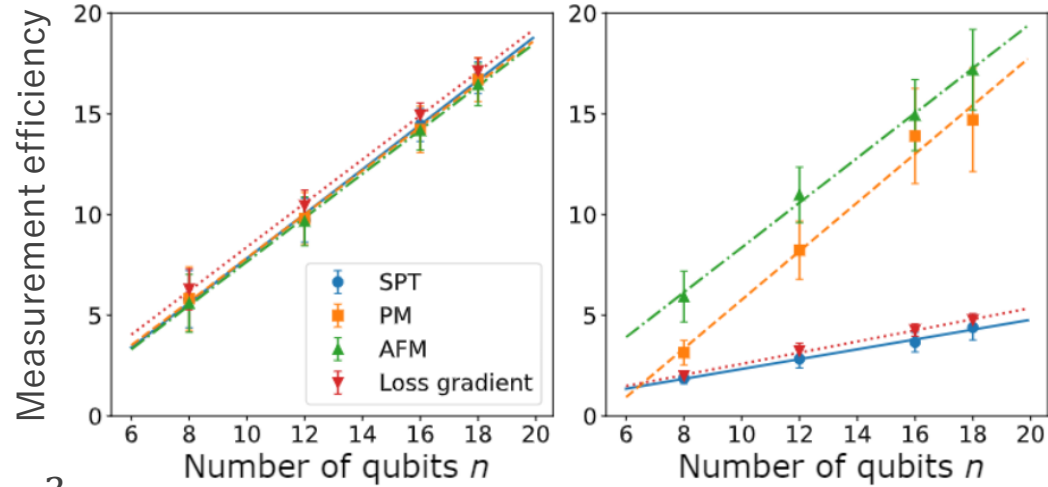 Measurement efficiency
20
15
10
5
0
6 8 10 12 14 16 18 20
Number of qubits n
SPT
PM
AFM
Loss gradient
20
15
10
5
0
6 8 10 12 14 16 18 20
Number of qubits n